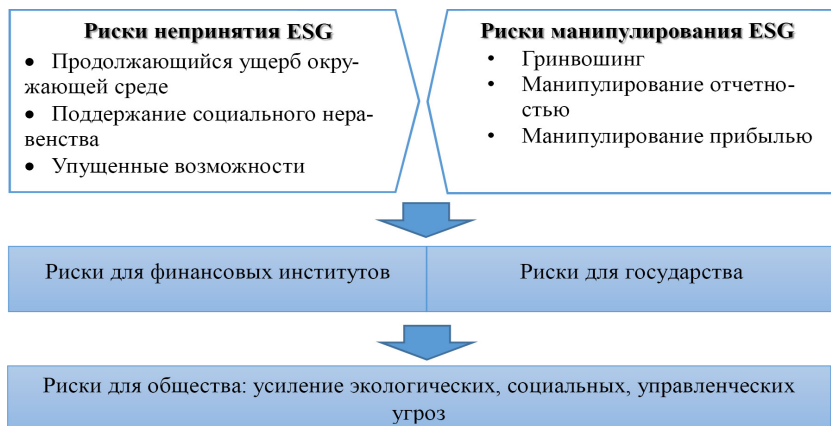 Риски непринятия ESG
• Продолжающийся ущерб окру-
жающей среде
• Поддержание социального нера-
венства
• Упущенные возможности
Риски манипулирования ESG
• Гринвошинг
• Манипулирование отчетно-
стью
• Манипулирование прибылью
Риски для финансовых институтов
Риски для государства
Риски для общества: усиление экологических, социальных, управленческих
угроз